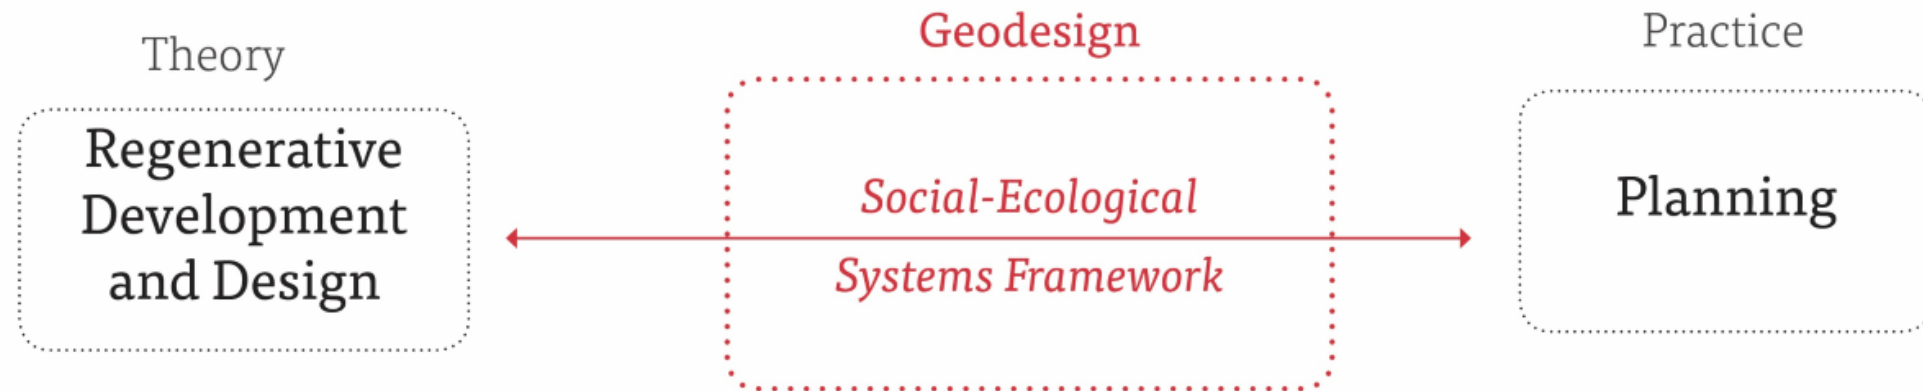 Theory
Regenerative
Development
and Design
Geodesign
Social-Ecological
Systems Framework
Practice
Planning